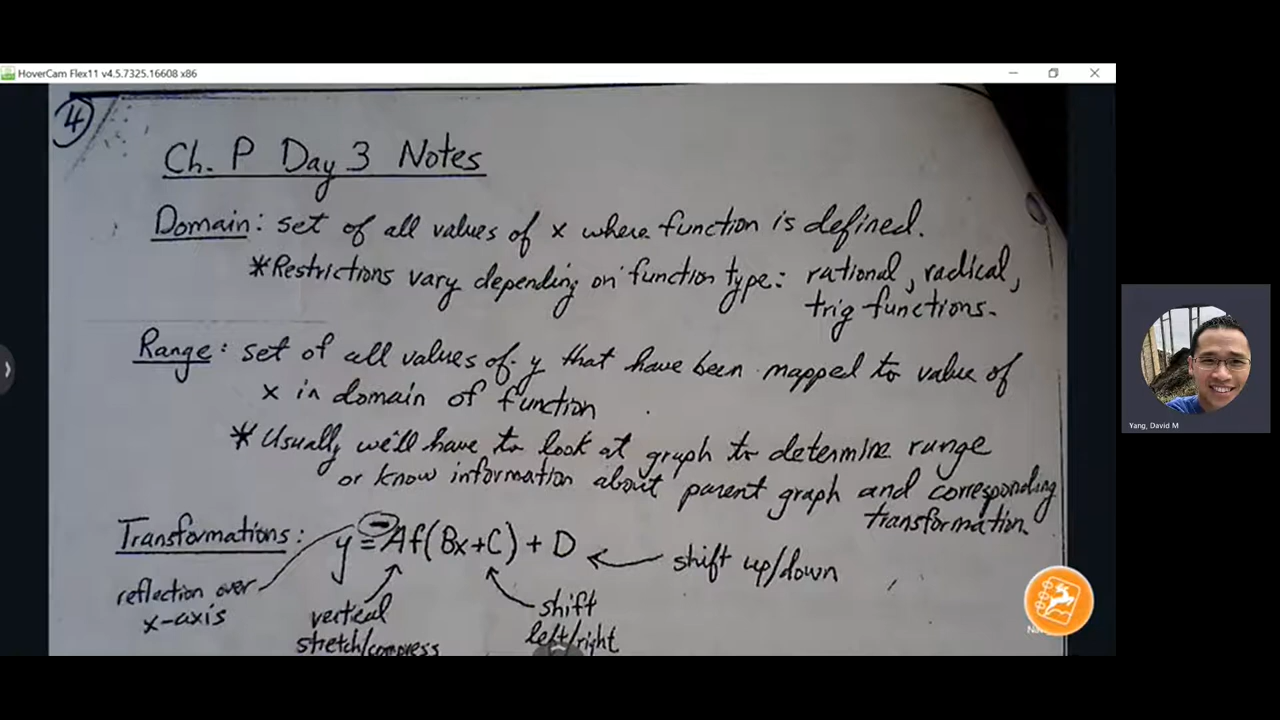 HoverCam Flex11 v4.5.7325.16608 x86
4
Ch. P Day 3 Notes
Domain: set of all values of x where function is defined.
*Restrictions vary depending on function type: rational, radical,
trig functions.
Range: set of all values of y that have been mapped to value of
x in domain of function
*Usually we'll have to look at graph to determine range
or know information about parent graph and corresponding
transformation.
Transformations: y = -Af(Bx+C) + D
shift up/down
reflection over
x-axis
vertical
stretch/compress
shift
left/right
Yang, David M